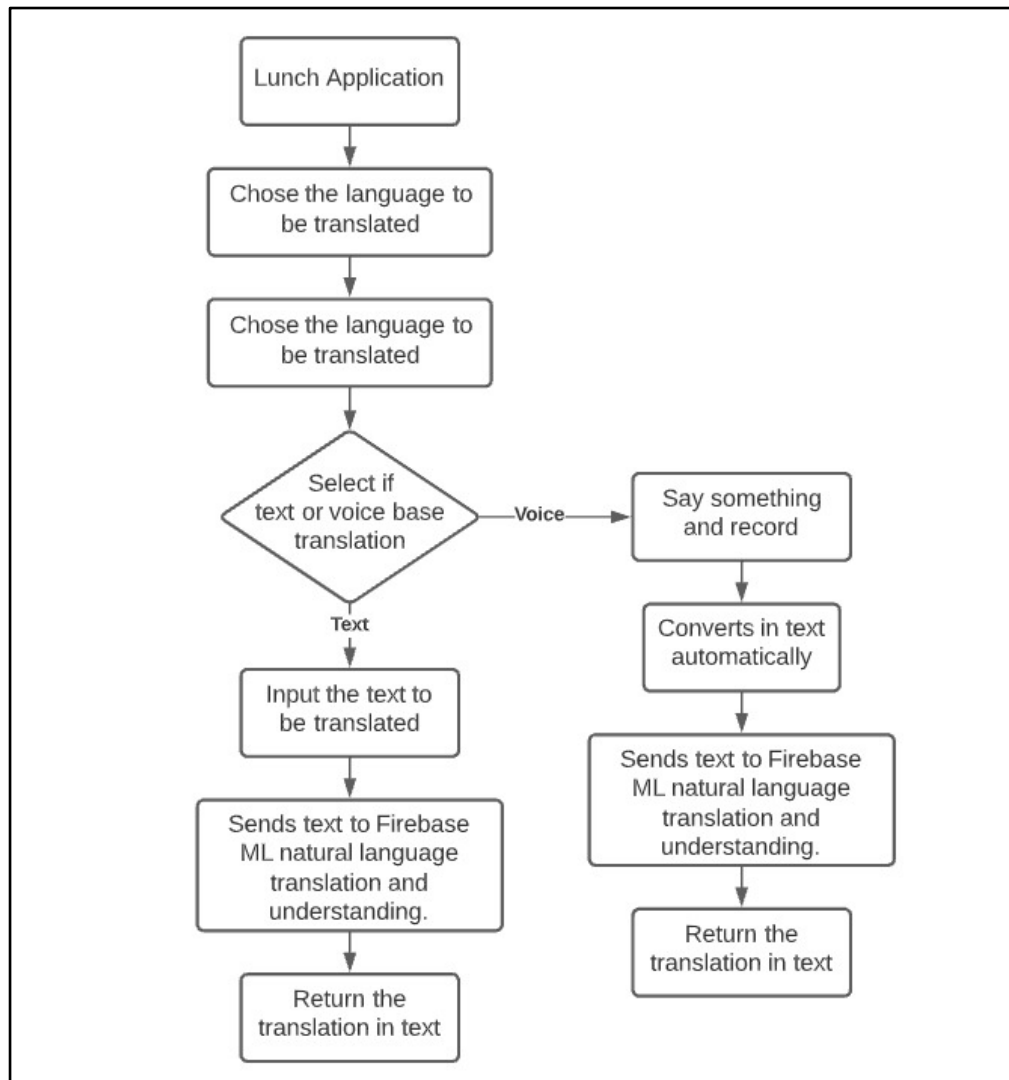 Lunch Application
Chose the language to
be translated
Chose the language to
be translated
Select if
text or voice base
translation
Voice
Say something
and record
Converts in text
automatically
Sends text to Firebase
ML natural language
translation and
understanding.
Return the
translation in text
Text
Input the text to
be translated
Sends text to Firebase
ML natural language
translation and
understanding.
Return the
translation in text